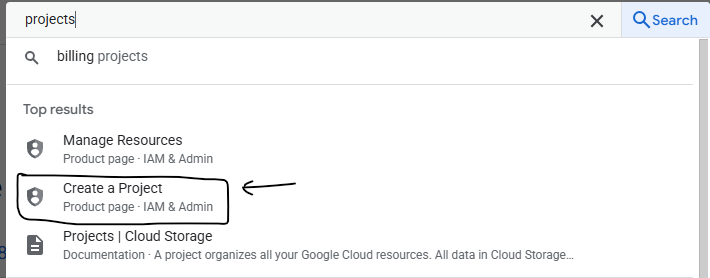 projects
Search
billing projects
Top results
Manage Resources
Product page · IAM & Admin
Create a Project
Product page · IAM & Admin
Projects | Cloud Storage
Documentation · A project organizes all your Google Cloud resources. All data in Cloud Storage...